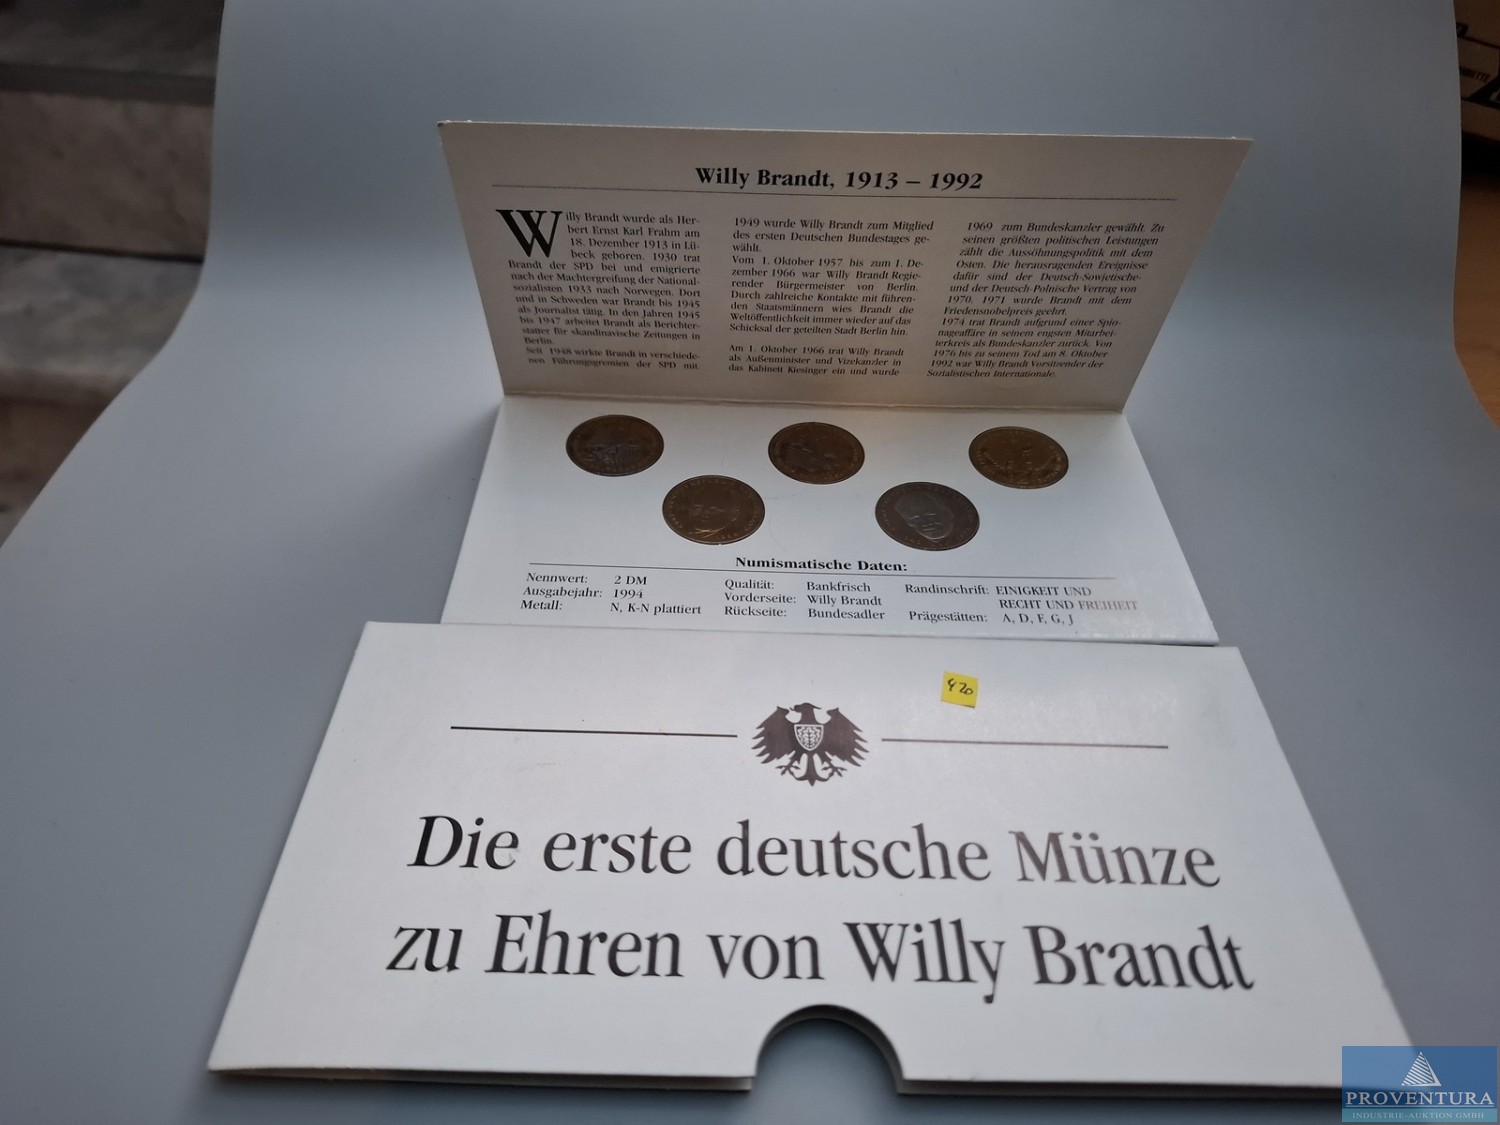 Willy Brandt, 1913 – 1992
Willy Brandt wurde als Her-
bert Ernst Karl Frahm am
18. Dezember 1913 in Lü-
beck geboren. 1930 trat
Brandt der SPD bei und emigrierte
nach der Machtergreifung der National-
sozialisten 1933 nach Norwegen. Dort
und in Schweden war Brandt bis 1945
als Journalist tätig. In den Jahren 1945
bis 1947 arbeitet Brandt als Berichter-
statter für skandinavische Zeitungen in
Berlin.
Seit 1948 wirkte Brandt in verschiede-
nen Führungsgremien der SPD mit.
1949 wurde Willy Brandt zum Mitglied
des ersten Deutschen Bundestages ge-
wählt.
Vom 1. Oktober 1957 bis zum 1. De-
zember 1966 war Willy Brandt Regie-
render Bürgermeister von Berlin.
Durch zahlreiche Kontakte mit führen-
den Staatsmännern wies Brandt die
Weltöffentlichkeit immer wieder auf das
Schicksal der geteilten Stadt Berlin hin.
Am 1. Oktober 1966 trat Willy Brandt
als Außenminister und Vizekanzler in
das Kabinett Kiesinger ein und wurde
1969 zum Bundeskanzler gewählt. Zu
seinen größten politischen Leistungen
zählt die Aussöhnungspolitik mit dem
Osten. Die herausragenden Ereignisse
dafür sind der Deutsch-Sowjetische-
und der Deutsch-Polnische Vertrag von
1970. 1971 wurde Brandt mit dem
Friedensnobelpreis geehrt.
1974 trat Brandt aufgrund einer Spio-
nageaffäre in seinem engsten Mitarbei-
terkreis als Bundeskanzler zurück. Von
1976 bis zu seinem Tod am 8. Oktober
1992 war Willy Brandt Vorsitzender der
Sozialistischen Internationale.
Numismatische Daten:
Nennwert: 2 DM
Ausgabejahr: 1994
Metall: N, K-N plattiert
Qualität: Bankfrisch
Vorderseite: Willy Brandt
Rückseite: Bundesadler
Randinschrift: EINIGKEIT UND
RECHT UND FREIHEIT
Prägestätten: A, D, F, G, J
420
Die erste deutsche Münze
zu Ehren von Willy Brandt
PROVENTURA
INDUSTRIE-AUKTION GMBH